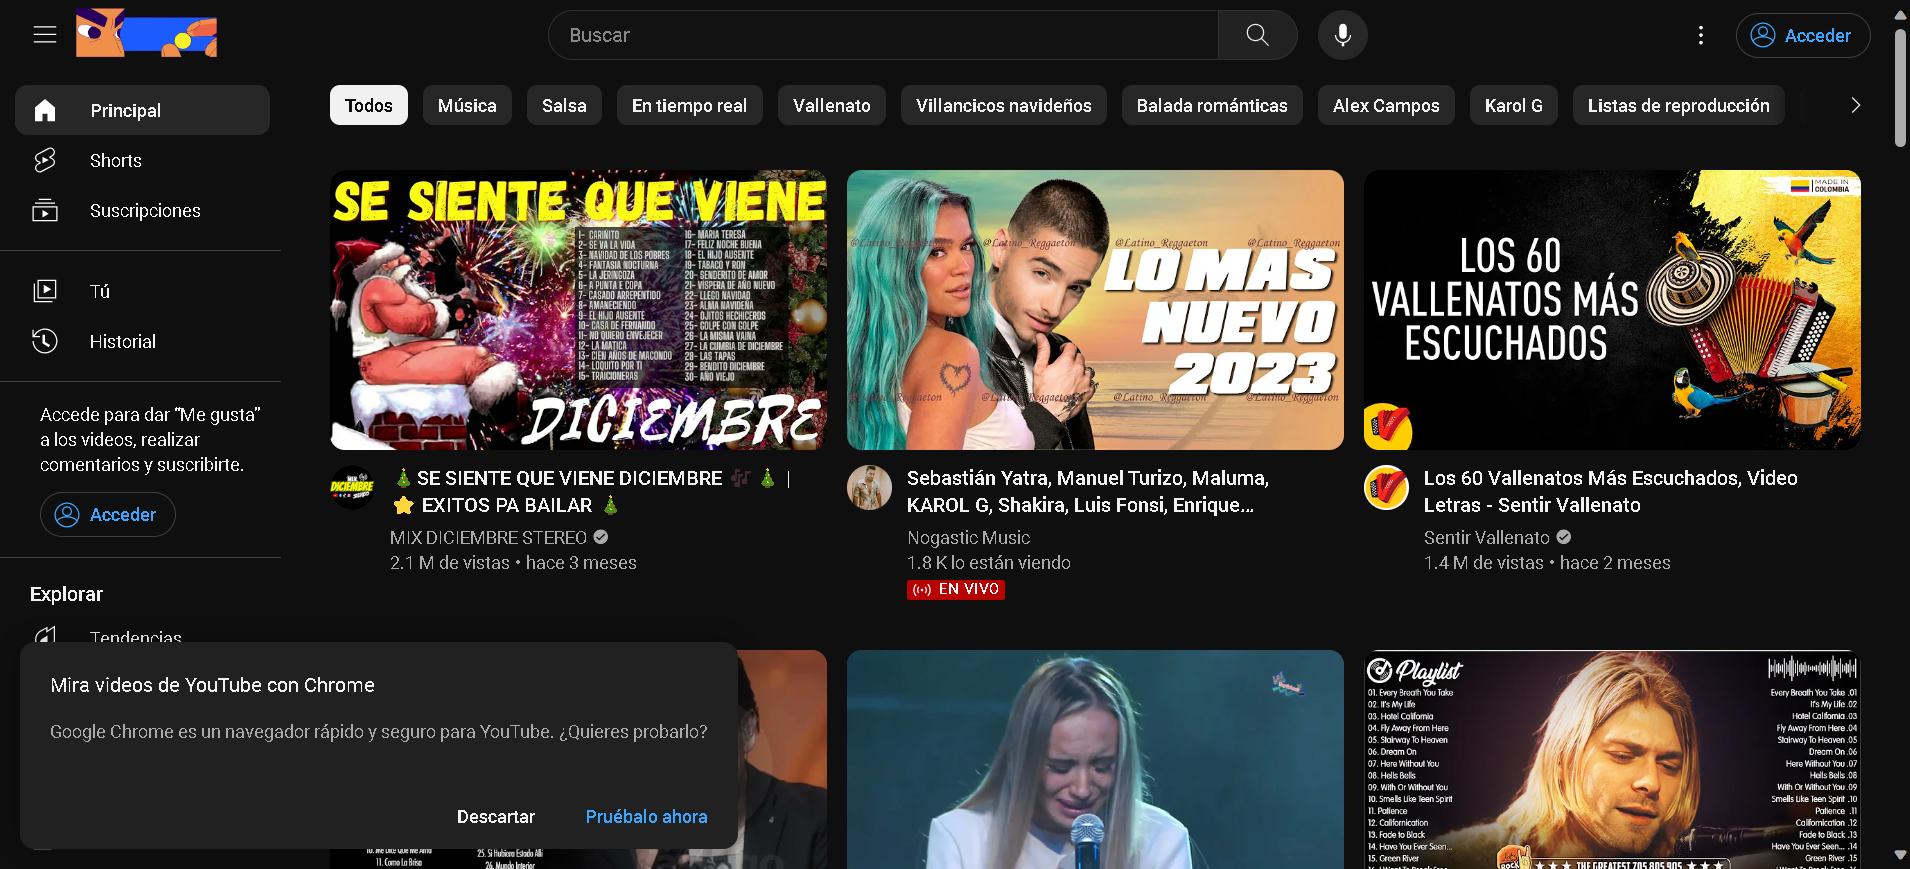 Buscar
Acceder
Principal
Shorts
Suscripciones
Tú
Historial
Accede para dar “Me gusta”
a los videos, realizar
comentarios y suscribirte.
Acceder
Explorar
Tendencias
Todos
Música
Salsa
En tiempo real
Vallenato
Villancicos navideños
Balada románticas
Alex Campos
Karol G
Listas de reproducción
SE SIENTE QUE VIENE
1- CARIÑITO
2- SE VA LA VIDA
3- NAVIDAD DE LOS POBRES
4- FANTASIA NOCTURNA
5- LA JERINGOZA
6- A PUNTA E COPA
7- CASADO ARREPENTIDO
8- AMANECIENDO
9- EL HIJO AUSENTE
10- CASA DE FERNANDO
11- NO QUIERO ENVEJECER
12- LA MATICA
13- CIEN AÑOS DE MACONDO
14- LOQUITO POR TI
15- TRAICIONERAS
16- MARIA TERESA
17- FELIZ NOCHE BUENA
18- EL HIJO AUSENTE
19- TABACO Y RON
20- SENDERITO DE AMOR
21- VISPERA DE AÑO NUEVO
22- LLEGO NAVIDAD
23- ALMA NAVIDEÑA
24- OJITOS HECHICEROS
25- GOLPE CON GOLPE
26- LA MISMA VAINA
27- LA CUMBIA DE DICIEMBRE
28- LAS TAPAS
29- BENDITO DICIEMBRE
30- AÑO VIEJO
DICIEMBRE
MIX
DICIEMBRE
STEREO
🎄 SE SIENTE QUE VIENE DICIEMBRE 🎶 🎄 |
⭐ EXITOS PA BAILAR 🎄
MIX DICIEMBRE STEREO
2.1 M de vistas • hace 3 meses
@Latino_Reggaeton @Latino_Reggaeton @Latino_Reggaeton @Latino_Reggaeton
LO MAS
NUEVO
2023
@Latino_Reggaeton @Latino_Reggaeton @Latino_Reggaeton @Latino_Reggaeton
Sebastián Yatra, Manuel Turizo, Maluma,
KAROL G, Shakira, Luis Fonsi, Enrique...
Nogastic Music
1.8 K lo están viendo
EN VIVO
MADE IN
COLOMBIA
LOS 60
VALLENATOS MÁS
ESCUCHADOS
Los 60 Vallenatos Más Escuchados, Video
Letras - Sentir Vallenato
Sentir Vallenato
1.4 M de vistas • hace 2 meses
Mira videos de YouTube con Chrome
Google Chrome es un navegador rápido y seguro para YouTube. ¿Quieres probarlo?
Descartar
Pruébalo ahora
10. Me Dice Que Me Ama
11. Como La Brisa
25. Si Hubiera Estado Allí
26. Mundo Interior
Playlist
01. Every Breath You Take
02. It's My Life
03. Hotel California
04. Fly Away From Here
05. Stairway To Heaven
06. Dream On
07. Here Without You
08. Hells Bells
09. With Or Without You
10. Smells Like Teen Spirit
11. Patience
12. Californication
13. Fade to Black
14. Have You Ever Seen...
15. Green River
Every Breath You Take .01
It's My Life .02
Hotel California .03
Fly Away From Here .04
Stairway To Heaven .05
Dream On .06
Here Without You .07
Hells Bells .08
With Or Without You .09
Smells Like Teen Spirit .10
Patience .11
Californication .12
Fade to Black .13
Have You Ever Seen... .14
Green River .15
ROCK
THE GREATEST 70S 80S 90S